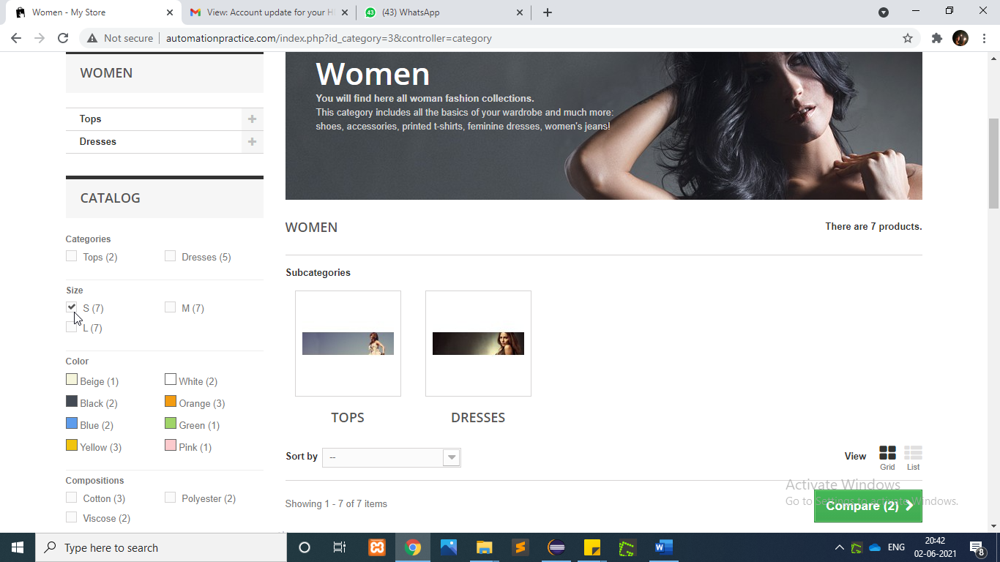 Women - My Store
View: Account update for your H
43
(43) WhatsApp
Not secure
automationpractice.com/index.php?id_category=3&controller=category
WOMEN
Tops
Dresses
CATALOG
Categories
Tops (2)
Dresses (5)
Size
S (7)
M (7)
L (7)
Color
Beige (1)
White (2)
Black (2)
Orange (3)
Blue (2)
Green (1)
Yellow (3)
Pink (1)
Compositions
Cotton (3)
Polyester (2)
Viscose (2)
Women
You will find here all woman fashion collections.
This category includes all the basics of your wardrobe and much more:
shoes, accessories, printed t-shirts, feminine dresses, women's jeans!
WOMEN
There are 7 products.
Subcategories
TOPS
DRESSES
Sort by
--
View
Grid
List
Showing 1 - 7 of 7 items
Compare (2)
Activate Windows
Go to Settings to activate Windows.
Type here to search
ENG
20:42
02-06-2021
8